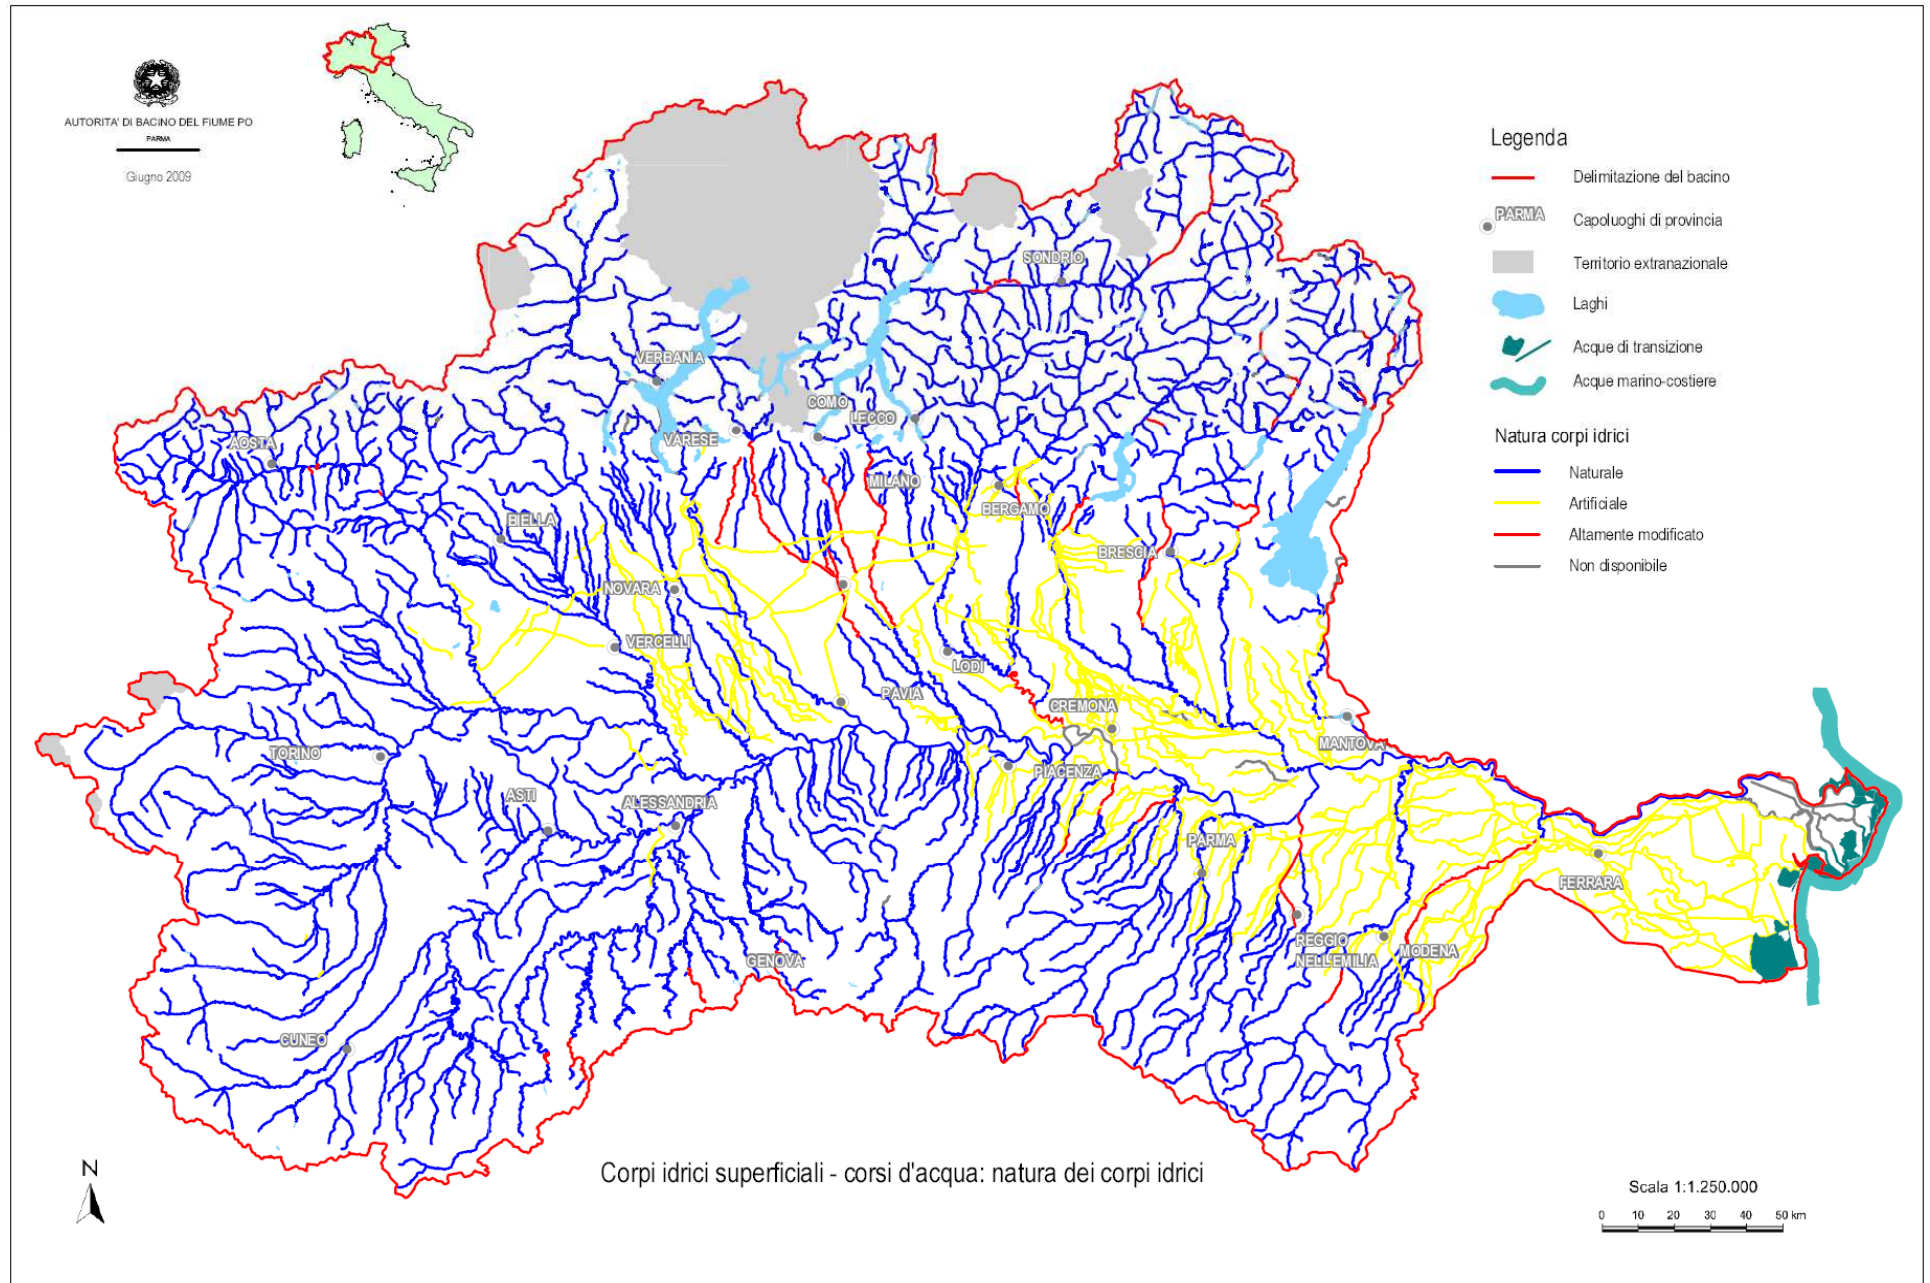 AUTORITA' DI BACINO DEL FIUME PO
PARMA
Giugno 2009
Legenda
Delimitazione del bacino
PARMA
Capoluoghi di provincia
Territorio extranazionale
Laghi
Acque di transizione
Acque marino-costiere
Natura corpi idrici
Naturale
Artificiale
Altamente modificato
Non disponibile
SONDRIO
VERBANIA
COMO
LECCO
VARESE
AOSTA
MILANO
BERGAMO
BIELLA
BRESCIA
NOVARA
VERCELLI
LODI
PAVIA
CREMONA
MANTOVA
TORINO
PIACENZA
ASTI
ALESSANDRIA
PARMA
FERRARA
REGGIO
NELL'EMILIA
MODENA
GENOVA
CUNEO
N
Corpi idrici superficiali - corsi d'acqua: natura dei corpi idrici
Scala 1:1.250.000
0 10 20 30 40 50 km